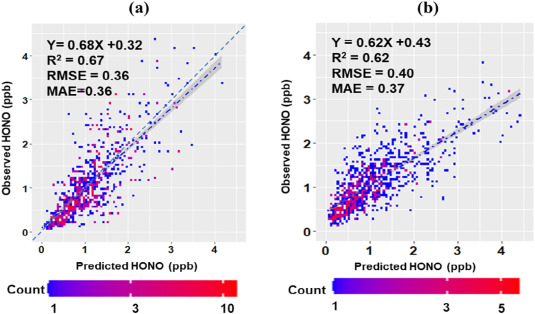 (a)
Y= 0.68X +0.32
R² = 0.67
RMSE = 0.36
MAE=0.36
Observed HONO (ppb)
4
3
2
1
0
0 1 2 3 4
Predicted HONO (ppb)
Count
1 3 10
(b)
Y = 0.62X +0.43
R² = 0.62
RMSE = 0.40
MAE = 0.37
Observed HONO (ppb)
4
3
2
1
0
0 1 2 3 4
Predicted HONO (ppb)
Count
1 3 5